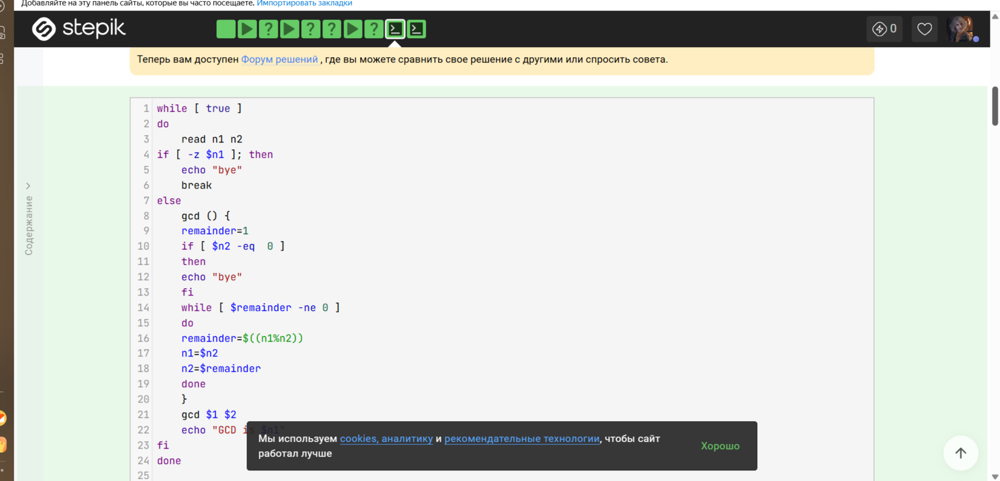 Добавляйте на эту панель сайты, которые вы часто посещаете. Импортировать закладки
stepik
? ? ? ?
0
Теперь вам доступен Форум решений , где вы можете сравнить свое решение с другими или спросить совета.
Содержание
1 while [ true ]
2 do
3     read n1 n2
4 if [ -z $n1 ]; then
5     echo "bye"
6     break
7 else
8     gcd () {
9     remainder=1
10     if [ $n2 -eq  0 ]
11     then
12     echo "bye"
13     fi
14     while [ $remainder -ne 0 ]
15     do
16     remainder=$((n1%n2))
17     n1=$n2
18     n2=$remainder
19     done
20     }
21     gcd $1 $2
22     echo "GCD is $n1"
23 fi
24 done
25
Мы используем cookies, аналитику и рекомендательные технологии, чтобы сайт
работал лучше
Хорошо